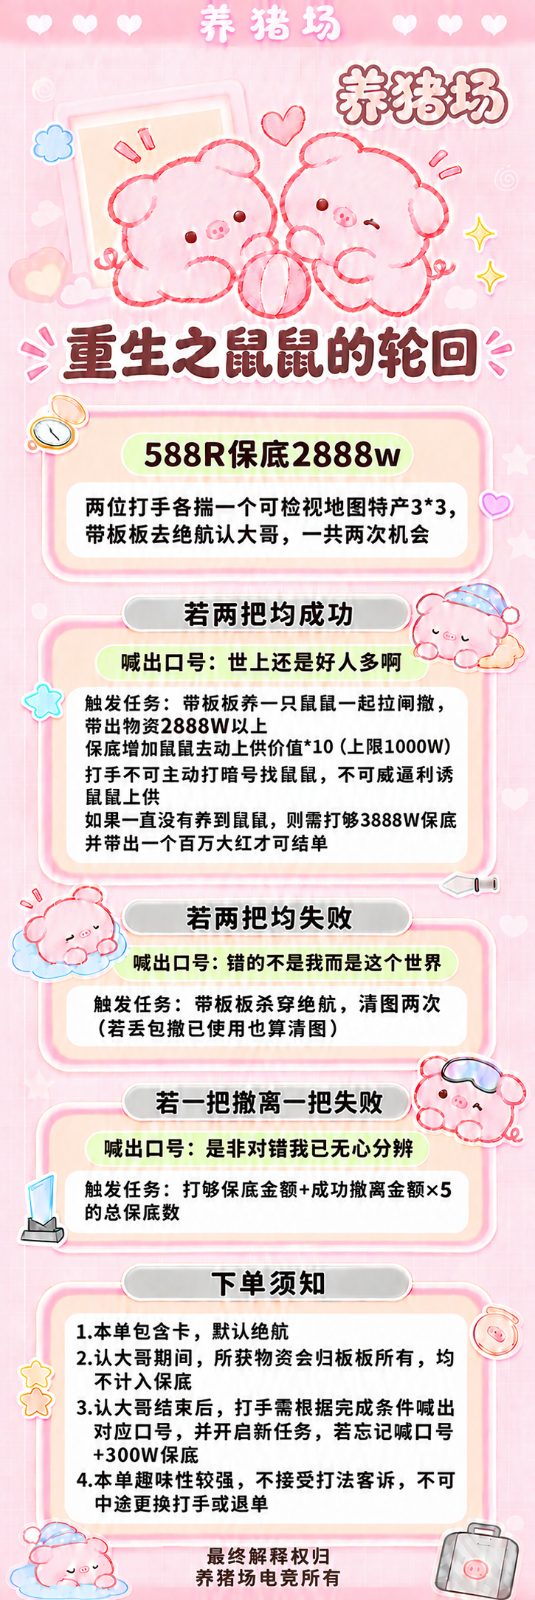 养猪场
养猪场
重生之鼠鼠的轮回
588R保底2888w
两位打手各揣一个可检视地图特产3*3，
带板板去绝航认大哥，一共两次机会
若两把均成功
喊出口号：世上还是好人多啊
触发任务：带板板养一只鼠鼠一起拉闸撤，
带出物资2888W以上
保底增加鼠鼠去动上供价值*10（上限1000W）
打手不可主动打暗号找鼠鼠，不可威逼利诱
鼠鼠上供
如果一直没有养到鼠鼠，则需打够3888W保底
并带出一个百万大红才可结单
若两把均失败
喊出口号：错的不是我而是这个世界
触发任务：带板板杀穿绝航，清图两次
（若丢包撤已使用也算清图）
若一把撤离一把失败
喊出口号：是非对错我已无心分辨
触发任务：打够保底金额+成功撤离金额×5
的总保底数
下单须知
1.本单包含卡，默认绝航
2.认大哥期间，所获物资会归板板所有，均
不计入保底
3.认大哥结束后，打手需根据完成条件喊出
对应口号，并开启新任务，若忘记喊口号
+300W保底
4.本单趣味性较强，不接受打法客诉，不可
中途更换打手或退单
最终解释权归
养猪场电竞所有